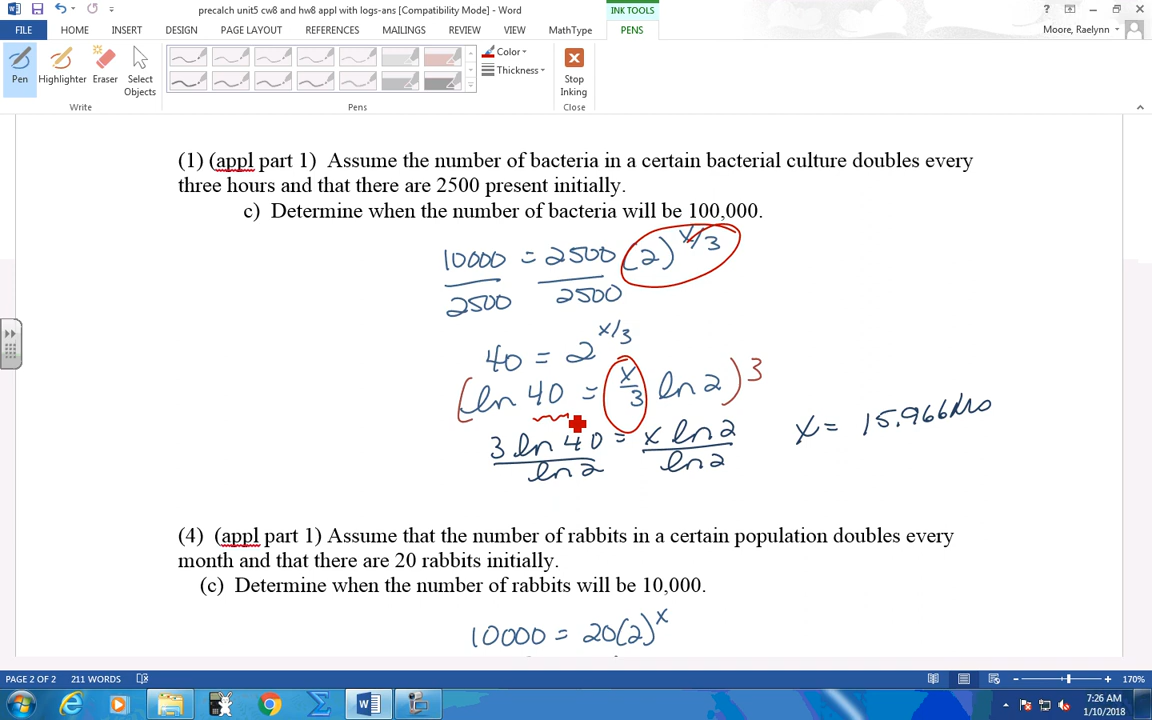 precalch unit5 cw8 and hw8 appl with logs-ans [Compatibility Mode] - Word
INK TOOLS
FILE HOME INSERT DESIGN PAGE LAYOUT REFERENCES MAILINGS REVIEW VIEW MathType PENS
Moore, Raelynn
Pen Highlighter Eraser Select Objects
Color
Thickness
Stop Inking
Write Pens Close
(1) (appl part 1) Assume the number of bacteria in a certain bacterial culture doubles every
three hours and that there are 2500 present initially.
c) Determine when the number of bacteria will be 100,000.
10000 = 2500 (2)^x/3
2500 2500
40 = 2^x/3
(ln 40 = x/3 ln 2) 3
3 ln 40 = x ln 2
ln 2 ln 2
x = 15.966 hrs
(4) (appl part 1) Assume that the number of rabbits in a certain population doubles every
month and that there are 20 rabbits initially.
(c) Determine when the number of rabbits will be 10,000.
10000 = 20(2)^x
PAGE 2 OF 2 211 WORDS
170%
7:26 AM
1/10/2018